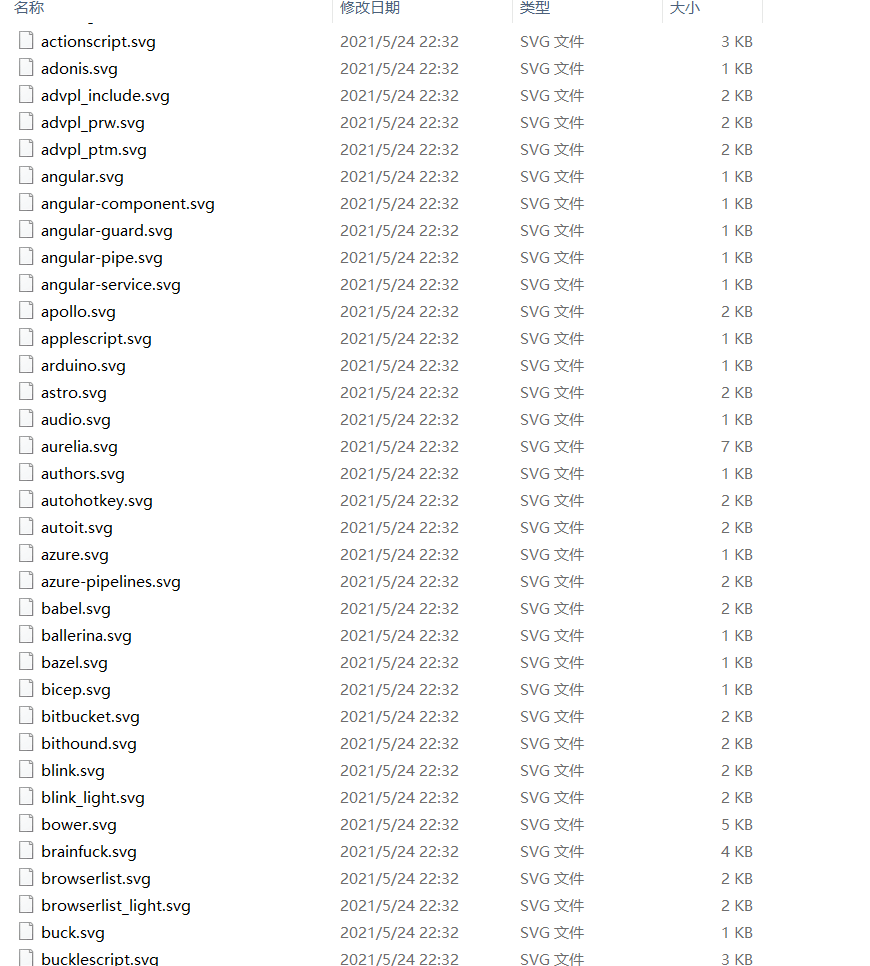 名称 修改日期 类型 大小
actionscript.svg 2021/5/24 22:32 SVG 文件 3 KB
adonis.svg 2021/5/24 22:32 SVG 文件 1 KB
advpl_include.svg 2021/5/24 22:32 SVG 文件 2 KB
advpl_prw.svg 2021/5/24 22:32 SVG 文件 2 KB
advpl_ptm.svg 2021/5/24 22:32 SVG 文件 2 KB
angular.svg 2021/5/24 22:32 SVG 文件 1 KB
angular-component.svg 2021/5/24 22:32 SVG 文件 1 KB
angular-guard.svg 2021/5/24 22:32 SVG 文件 1 KB
angular-pipe.svg 2021/5/24 22:32 SVG 文件 1 KB
angular-service.svg 2021/5/24 22:32 SVG 文件 1 KB
apollo.svg 2021/5/24 22:32 SVG 文件 2 KB
applescript.svg 2021/5/24 22:32 SVG 文件 1 KB
arduino.svg 2021/5/24 22:32 SVG 文件 1 KB
astro.svg 2021/5/24 22:32 SVG 文件 2 KB
audio.svg 2021/5/24 22:32 SVG 文件 1 KB
aurelia.svg 2021/5/24 22:32 SVG 文件 7 KB
authors.svg 2021/5/24 22:32 SVG 文件 1 KB
autohotkey.svg 2021/5/24 22:32 SVG 文件 2 KB
autoit.svg 2021/5/24 22:32 SVG 文件 2 KB
azure.svg 2021/5/24 22:32 SVG 文件 1 KB
azure-pipelines.svg 2021/5/24 22:32 SVG 文件 2 KB
babel.svg 2021/5/24 22:32 SVG 文件 2 KB
ballerina.svg 2021/5/24 22:32 SVG 文件 1 KB
bazel.svg 2021/5/24 22:32 SVG 文件 1 KB
bicep.svg 2021/5/24 22:32 SVG 文件 1 KB
bitbucket.svg 2021/5/24 22:32 SVG 文件 2 KB
bithound.svg 2021/5/24 22:32 SVG 文件 2 KB
blink.svg 2021/5/24 22:32 SVG 文件 2 KB
blink_light.svg 2021/5/24 22:32 SVG 文件 2 KB
bower.svg 2021/5/24 22:32 SVG 文件 5 KB
brainfuck.svg 2021/5/24 22:32 SVG 文件 4 KB
browserlist.svg 2021/5/24 22:32 SVG 文件 2 KB
browserlist_light.svg 2021/5/24 22:32 SVG 文件 2 KB
buck.svg 2021/5/24 22:32 SVG 文件 1 KB
bucklescript.svg 2021/5/24 22:32 SVG 文件 3 KB